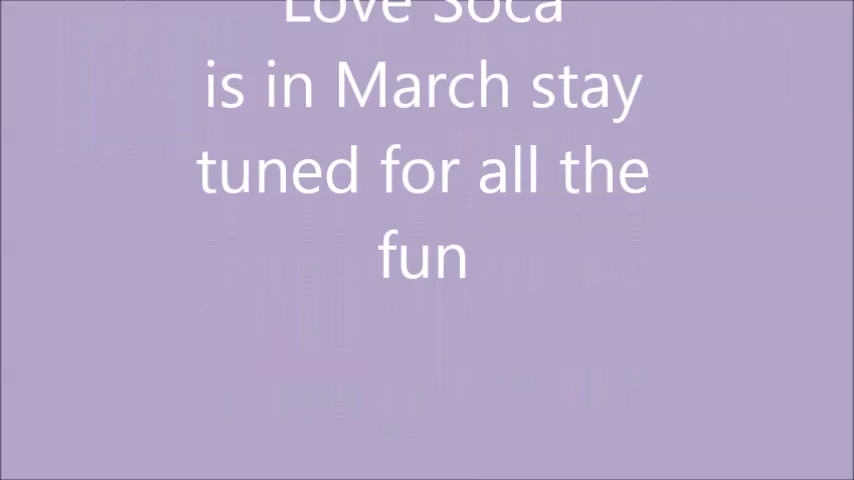 Love Soca
is in March stay
tuned for all the
fun